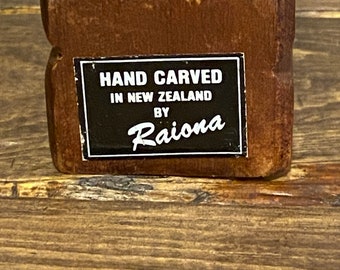 HAND CARVED
IN NEW ZEALAND
BY
Raiona